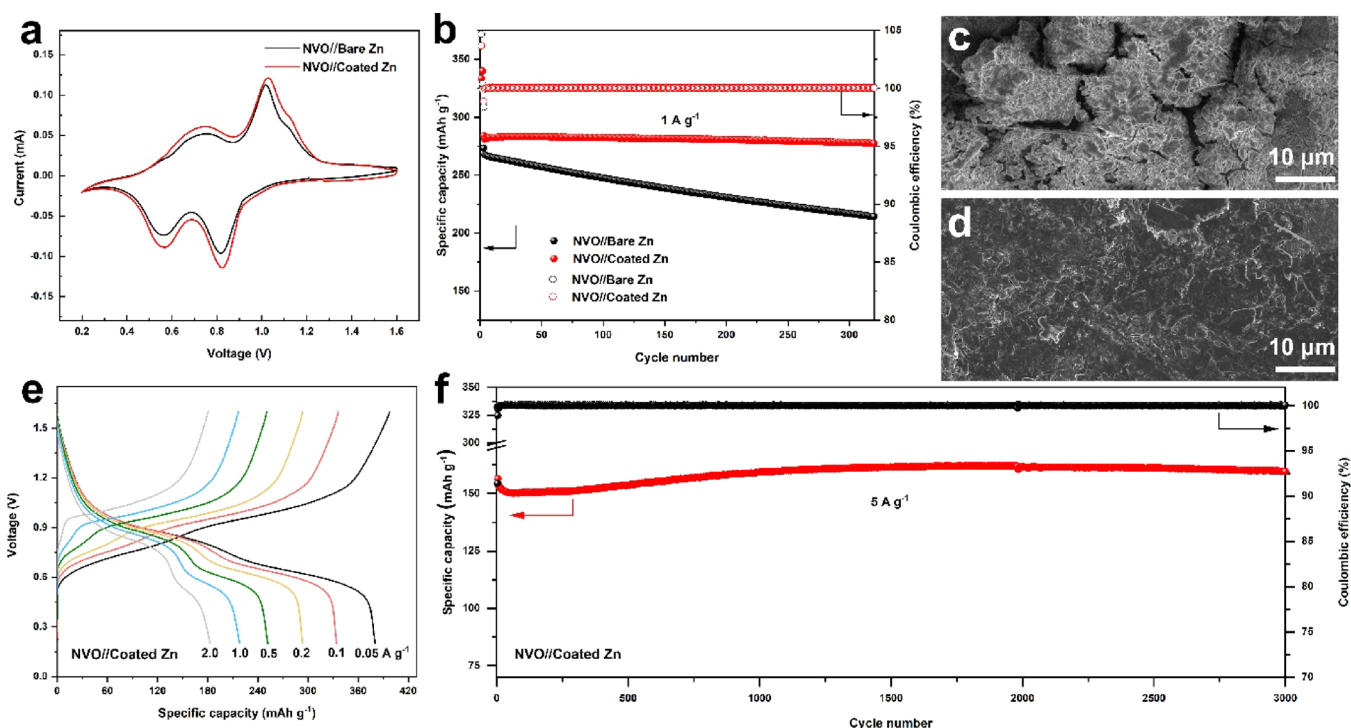 a
NVO//Bare Zn
NVO//Coated Zn
0.15
0.10
0.05
0.00
-0.05
-0.10
-0.15
Current (mA)
0.2 0.4 0.6 0.8 1.0 1.2 1.4 1.6
Voltage (V)
b
350
325
300
275
250
225
200
175
150
Specific capacity (mAh g-1)
1 A g-1
NVO//Bare Zn
NVO//Coated Zn
NVO//Bare Zn
NVO//Coated Zn
105
100
95
90
85
80
Coulombic efficiency (%)
0 50 100 150 200 250 300
Cycle number
c
10 μm
d
10 μm
e
1.5
1.2
0.9
0.6
0.3
0.0
Voltage (V)
NVO//Coated Zn
2.0 1.0 0.5 0.2 0.1 0.05 A g-1
0 60 120 180 240 300 360 420
Specific capacity (mAh g-1)
f
350
325
300
150
125
100
75
Specific capacity (mAh g-1)
5 A g-1
NVO//Coated Zn
100
95
90
85
80
75
70
Coulombic efficiency (%)
0 500 1000 1500 2000 2500 3000
Cycle number